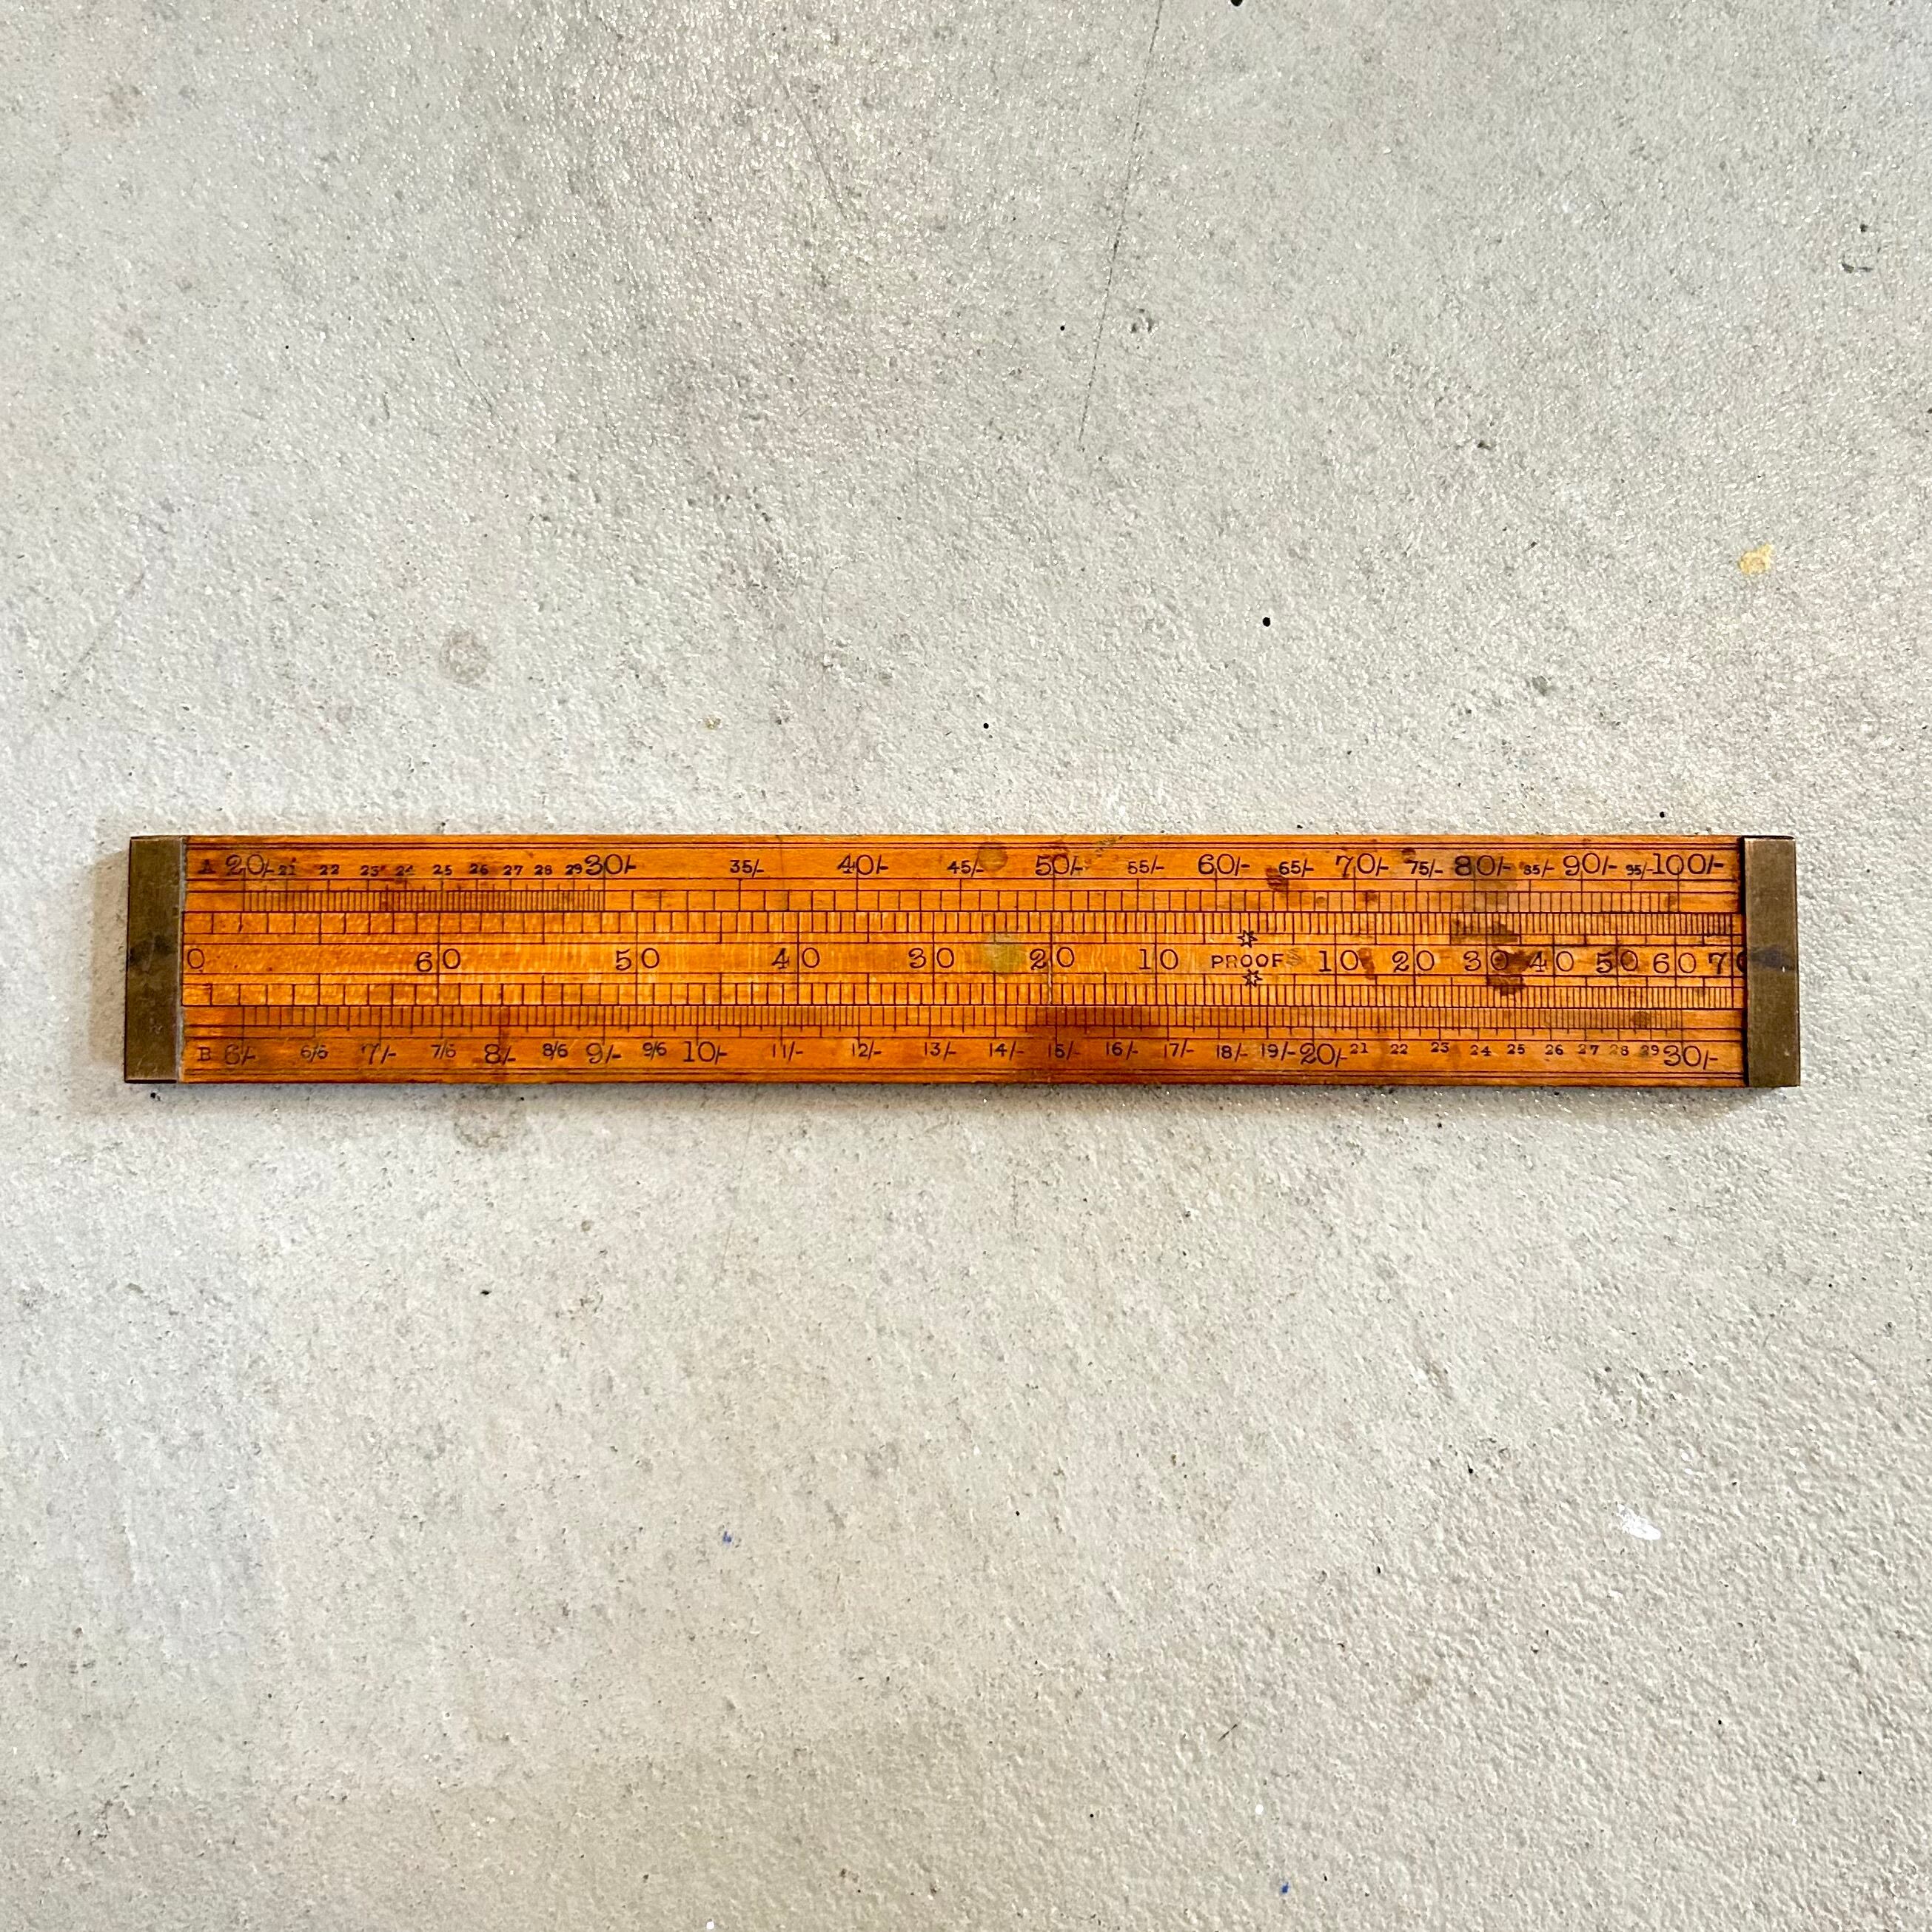 A 20/- 21 22 23 24 25 26 27 28 29 30/- 35/- 40/- 45/- 50/- 55/- 60/- 65/- 70/- 75/- 80/- 85/- 90/- 95/- 100/-
0 60 50 40 30 20 10 PROOF 10 20 30 40 50 60 70
B 6/- 6/6 7/- 7/6 8/- 8/6 9/- 9/6 10/- 11/- 12/- 13/- 14/- 15/- 16/- 17/- 18/- 19/- 20/- 21 22 23 24 25 26 27 28 29 30/-